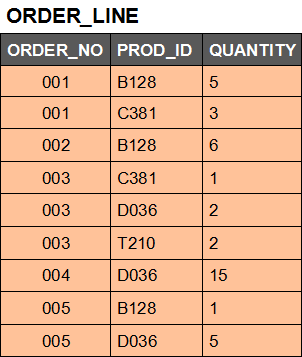 ORDER_LINE
ORDER_NO PROD_ID QUANTITY
001 B128 5
001 C381 3
002 B128 6
003 C381 1
003 D036 2
003 T210 2
004 D036 15
005 B128 1
005 D036 5